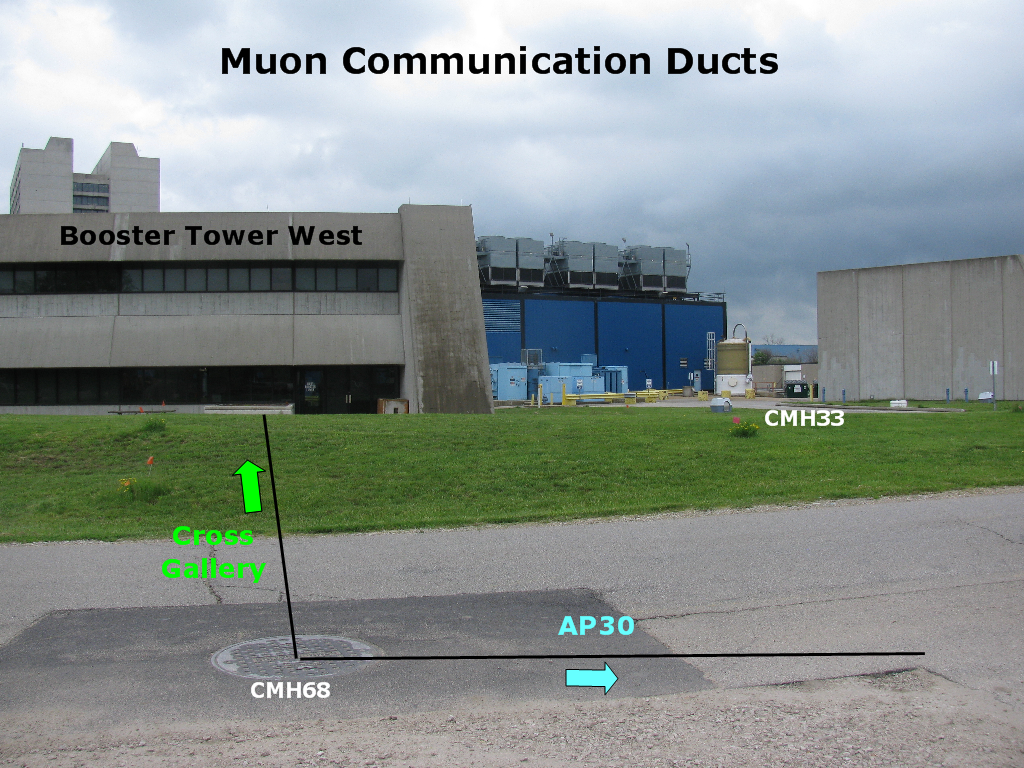 Muon Communication Ducts
Booster Tower West
CMH33
Cross
Gallery
AP30
CMH68